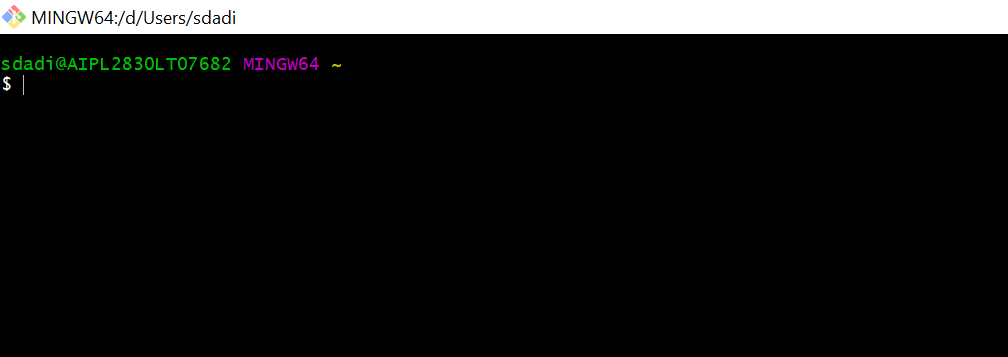 MINGW64:/d/Users/sdadi
sdadi@AIPL2830LT07682 MINGW64 ~
$